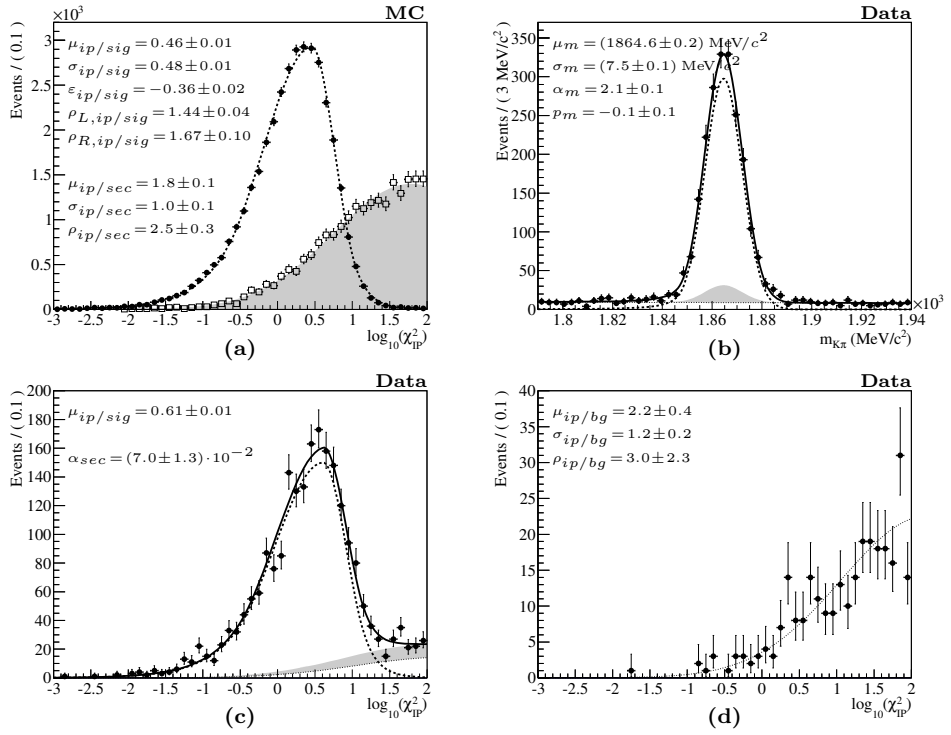 MC
×10³
Events / (0.1)
μ_{ip/sig} = 0.46±0.01
σ_{ip/sig} = 0.48±0.01
ε_{ip/sig} = −0.36±0.02
ρ_{L,ip/sig} = 1.44±0.04
ρ_{R,ip/sig} = 1.67±0.10
μ_{ip/sec} = 1.8±0.1
σ_{ip/sec} = 1.0±0.1
ρ_{ip/sec} = 2.5±0.3
3
2.5
2
1.5
1
0.5
0
-3 -2.5 -2 -1.5 -1 -0.5 0 0.5 1 1.5 2
log₁₀(χ²_IP)
(a)
Data
Events / ( 3 MeV/c²)
μ_m = (1864.6±0.2) MeV/c²
σ_m = (7.5±0.1) MeV/c²
α_m = 2.1±0.1
p_m = −0.1±0.1
350
300
250
200
150
100
50
0
1.8 1.82 1.84 1.86 1.88 1.9 1.92 1.94
×10³
m_{Kπ} (MeV/c²)
(b)
Data
Events / ( 0.1)
μ_{ip/sig} = 0.61±0.01
α_{sec} = (7.0±1.3)·10⁻²
200
180
160
140
120
100
80
60
40
20
0
-3 -2.5 -2 -1.5 -1 -0.5 0 0.5 1 1.5 2
log₁₀(χ²_IP)
(c)
Data
Events / ( 0.1)
μ_{ip/bg} = 2.2±0.4
σ_{ip/bg} = 1.2±0.2
ρ_{ip/bg} = 3.0±2.3
40
35
30
25
20
15
10
5
0
-3 -2.5 -2 -1.5 -1 -0.5 0 0.5 1 1.5 2
log₁₀(χ²_IP)
(d)